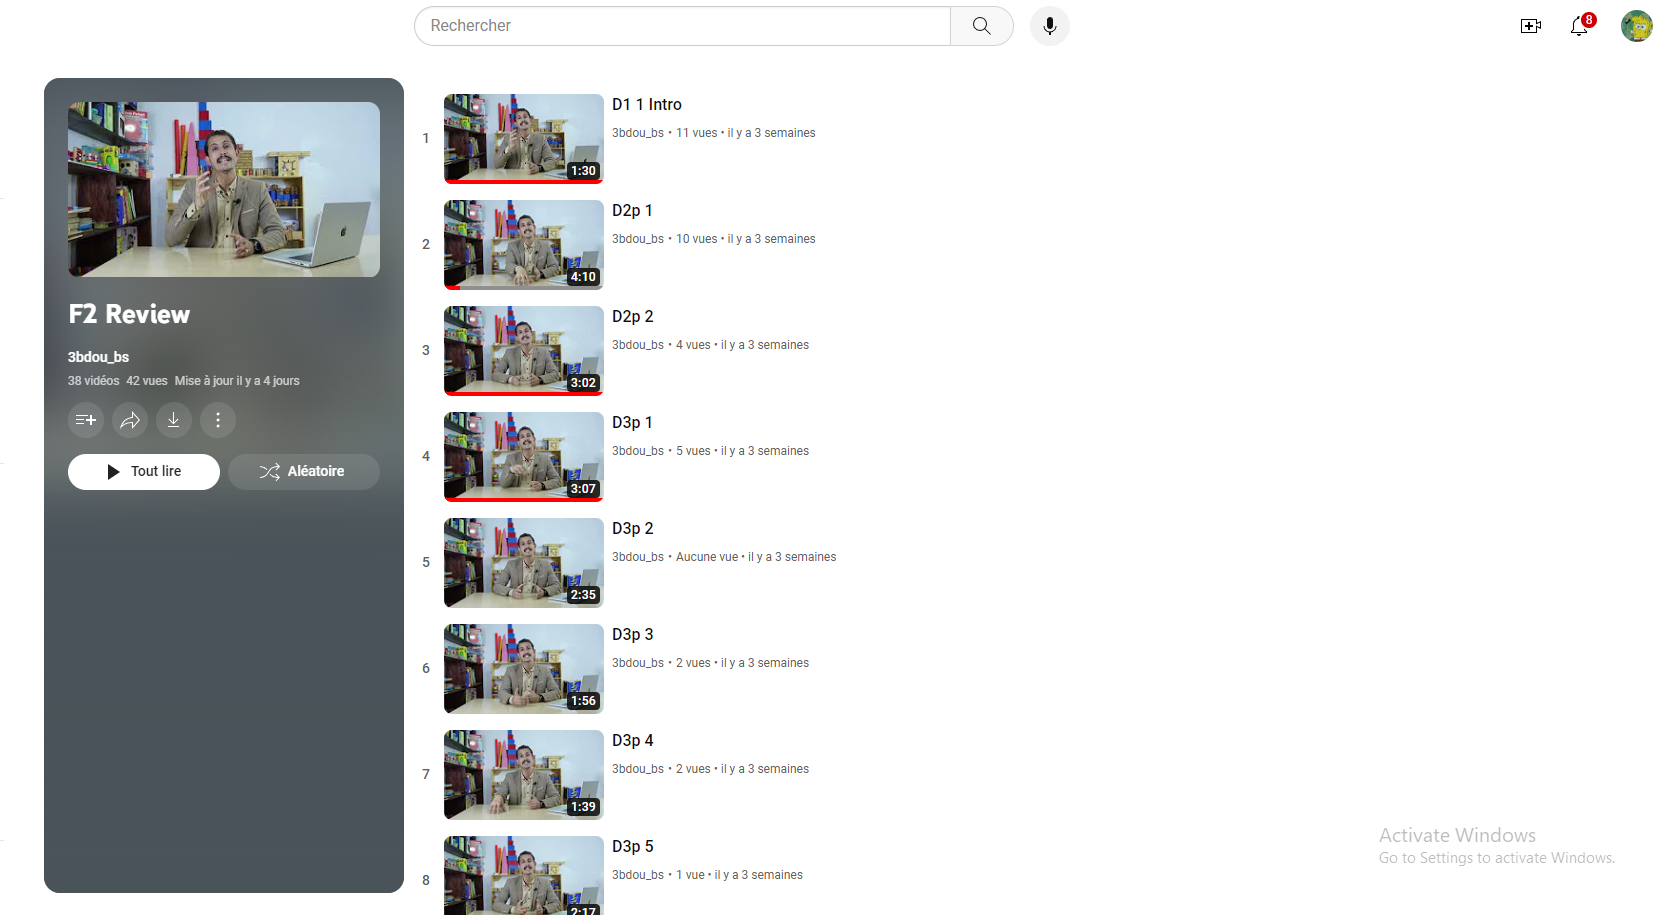 Rechercher
8
F2 Review
3bdou_bs
38 vidéos 42 vues Mise à jour il y a 4 jours
Tout lire
Aléatoire
1
1:30
D1 1 Intro
3bdou_bs • 11 vues • il y a 3 semaines
2
4:10
D2p 1
3bdou_bs • 10 vues • il y a 3 semaines
3
3:02
D2p 2
3bdou_bs • 4 vues • il y a 3 semaines
4
3:07
D3p 1
3bdou_bs • 5 vues • il y a 3 semaines
5
2:35
D3p 2
3bdou_bs • Aucune vue • il y a 3 semaines
6
1:56
D3p 3
3bdou_bs • 2 vues • il y a 3 semaines
7
1:39
D3p 4
3bdou_bs • 2 vues • il y a 3 semaines
8
2:17
D3p 5
3bdou_bs • 1 vue • il y a 3 semaines
Activate Windows
Go to Settings to activate Windows.